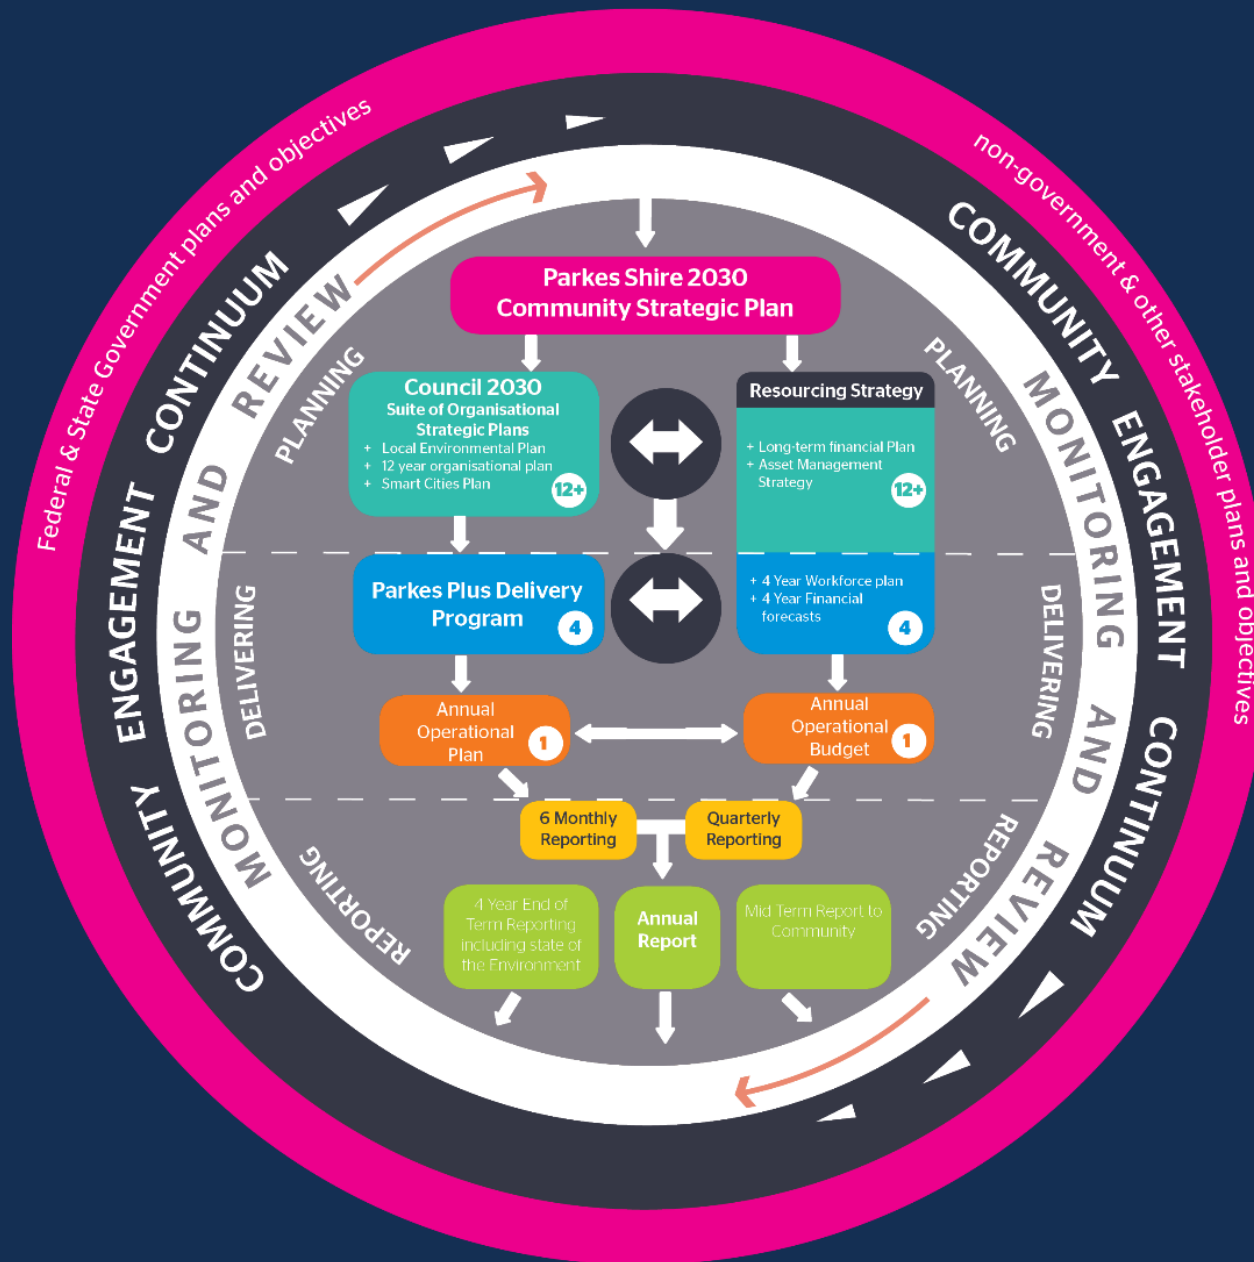 Federal & State Government plans and objectives
non-government & other stakeholder plans and objectives
COMMUNITY ENGAGEMENT CONTINUUM
COMMUNITY ENGAGEMENT CONTINUUM
MONITORING AND REVIEW
MONITORING AND REVIEW
PLANNING
PLANNING
Parkes Shire 2030
Community Strategic Plan
Council 2030
Suite of Organisational
Strategic Plans
+ Local Environmental Plan
+ 12 year organisational plan
+ Smart Cities Plan
12+
Resourcing Strategy
+ Long-term financial Plan
+ Asset Management
Strategy
12+
DELIVERING
DELIVERING
Parkes Plus Delivery
Program
4
+ 4 Year Workforce plan
+ 4 Year Financial
forecasts
4
Annual
Operational
Plan
1
Annual
Operational
Budget
1
REPORTING
REPORTING
6 Monthly
Reporting
Quarterly
Reporting
4 Year End of
Term Reporting
including state of
the Environment
Annual
Report
Mid Term Report to
Community